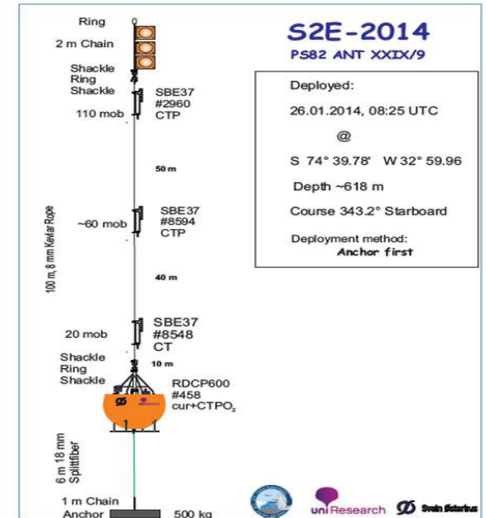 Ring
2 m Chain
Shackle
Ring
Shackle
SBE37
#2960
CTP
110 mob
50 m
SBE37
#8594
CTP
~60 mob
100 m, 8 mm Kevlar Rope
40 m
SBE37
#8548
CT
20 mob
10 m
Shackle
Ring
Shackle
RDCP600
#458
cur+CTPO₂
6 m 18 mm
Splittfiber
1 m Chain
Anchor
500 kg
S2E-2014
PS82 ANT XXIX/9
Deployed:
26.01.2014, 08:25 UTC
@
S 74° 39.78' W 32° 59.96
Depth ~618 m
Course 343.2° Starboard
Deployment method:
Anchor first
uni Research
Svein Østerhus